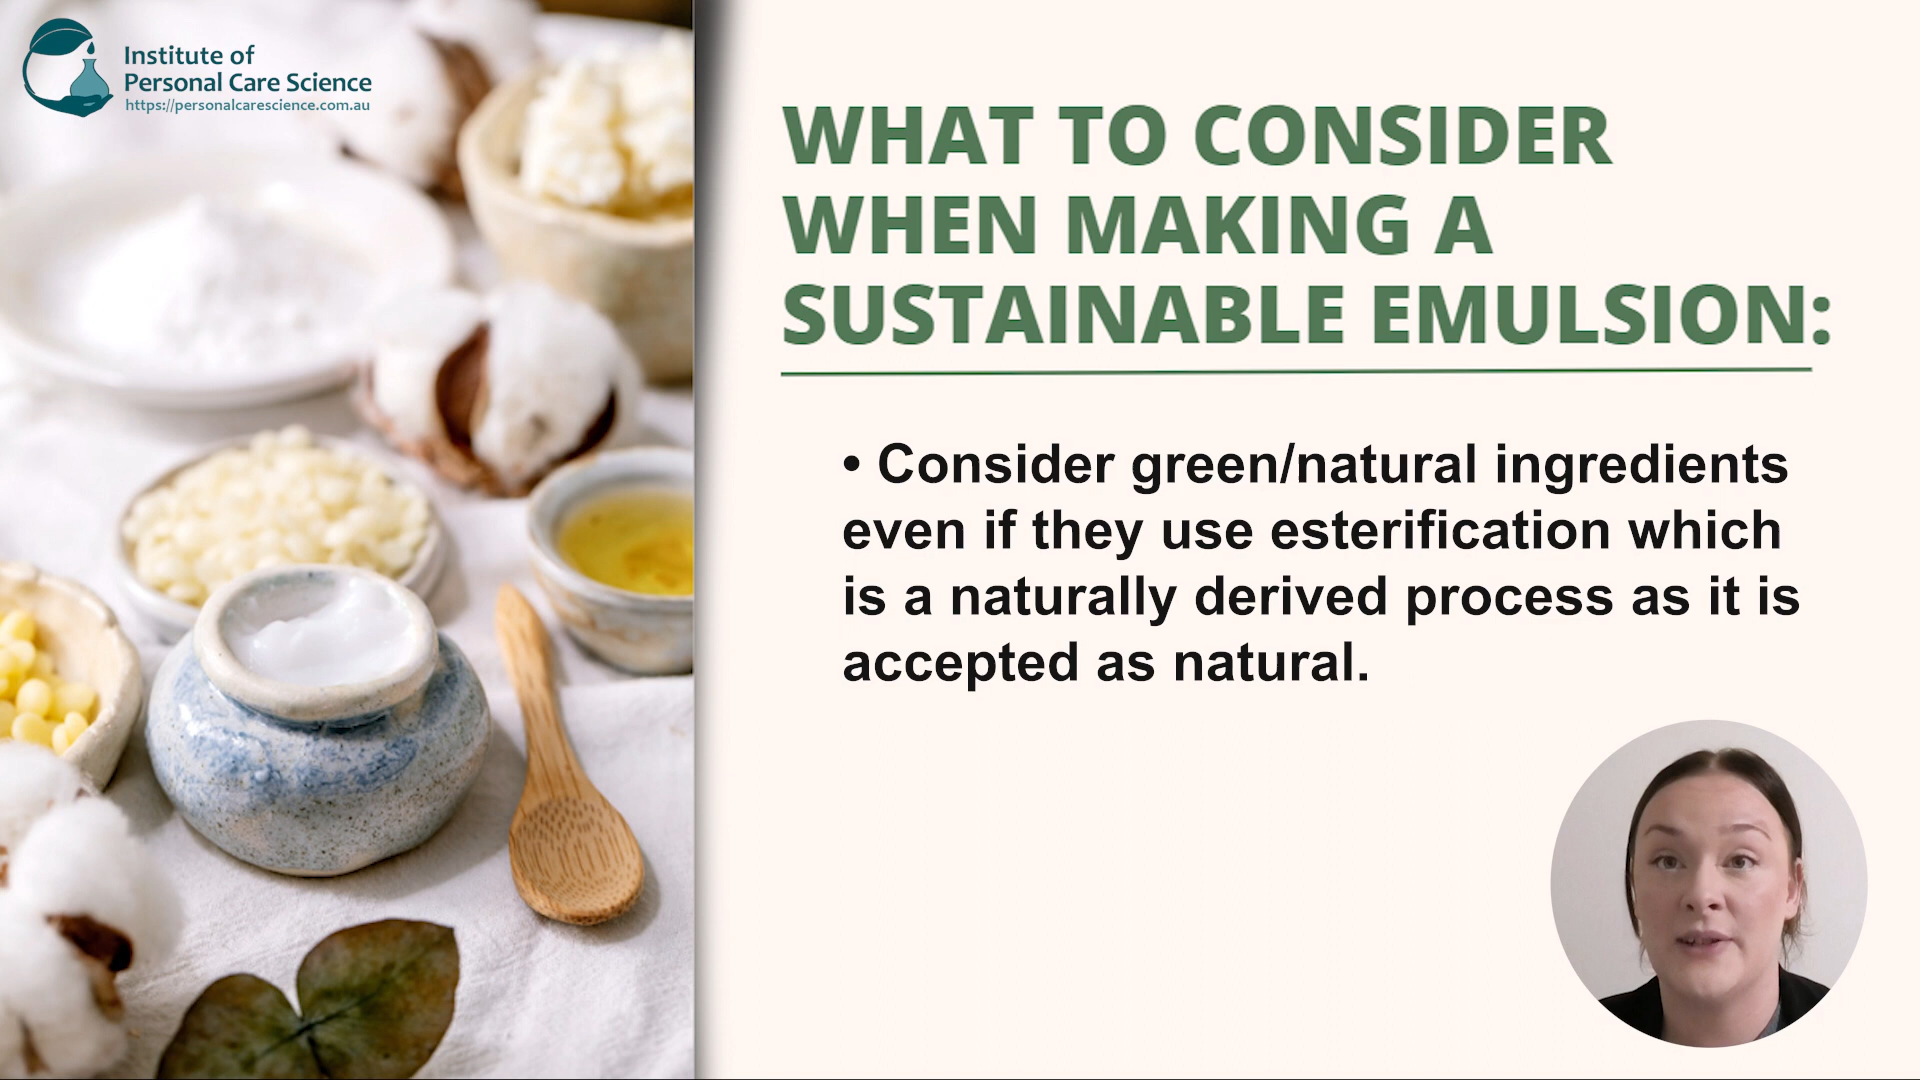 Institute of
Personal Care Science
https://personalcarescience.com.au
WHAT TO CONSIDER
WHEN MAKING A
SUSTAINABLE EMULSION:
• Consider green/natural ingredients
even if they use esterification which
is a naturally derived process as it is
accepted as natural.